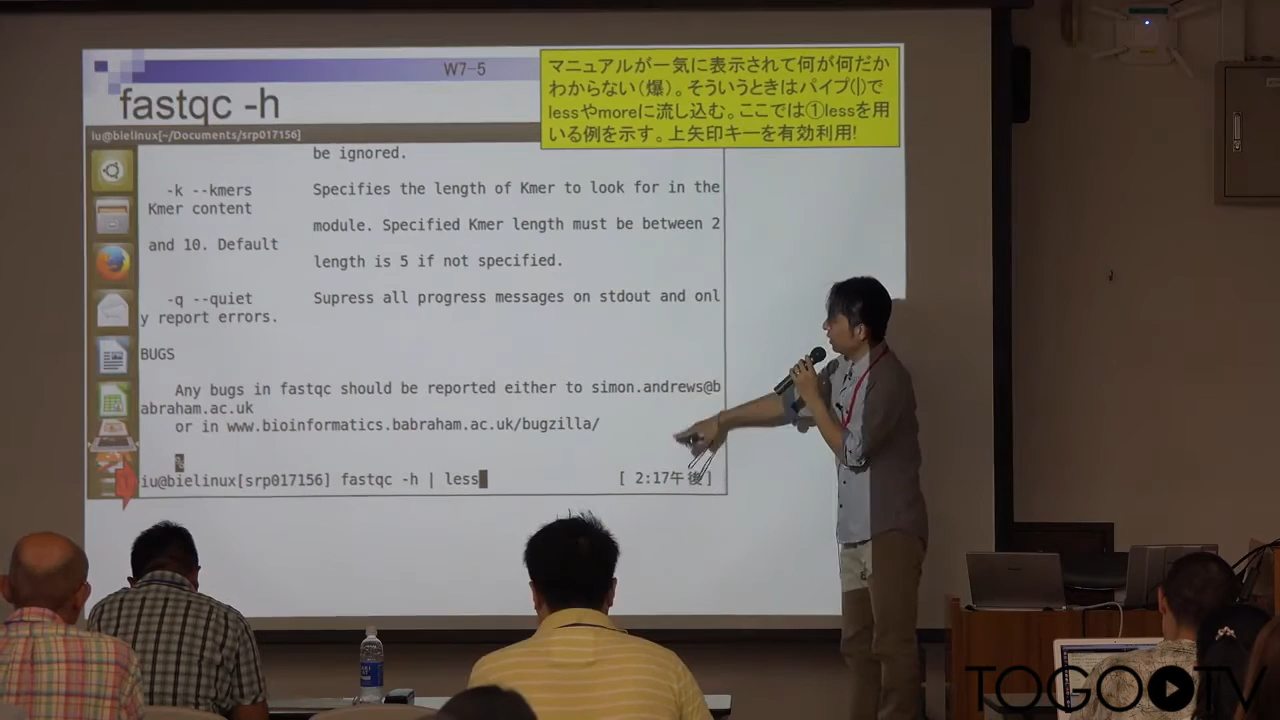 W7-5
fastqc -h
マニュアルが一気に表示されて何が何だか
わからない(爆)。そういうときはパイプ(|)で
lessやmoreに流し込む。ここでは①lessを用
いる例を示す。上矢印キーを有効利用!
iu@bielinux[~/Documents/srp017156]
be ignored.
-k --kmers Specifies the length of Kmer to look for in the
Kmer content
module. Specified Kmer length must be between 2
and 10. Default
length is 5 if not specified.
-q --quiet Supress all progress messages on stdout and onl
y report errors.
BUGS
Any bugs in fastqc should be reported either to simon.andrews@b
abraham.ac.uk
or in www.bioinformatics.babraham.ac.uk/bugzilla/
%
iu@bielinux[srp017156] fastqc -h | less [ 2:17午後]
TOGOTV